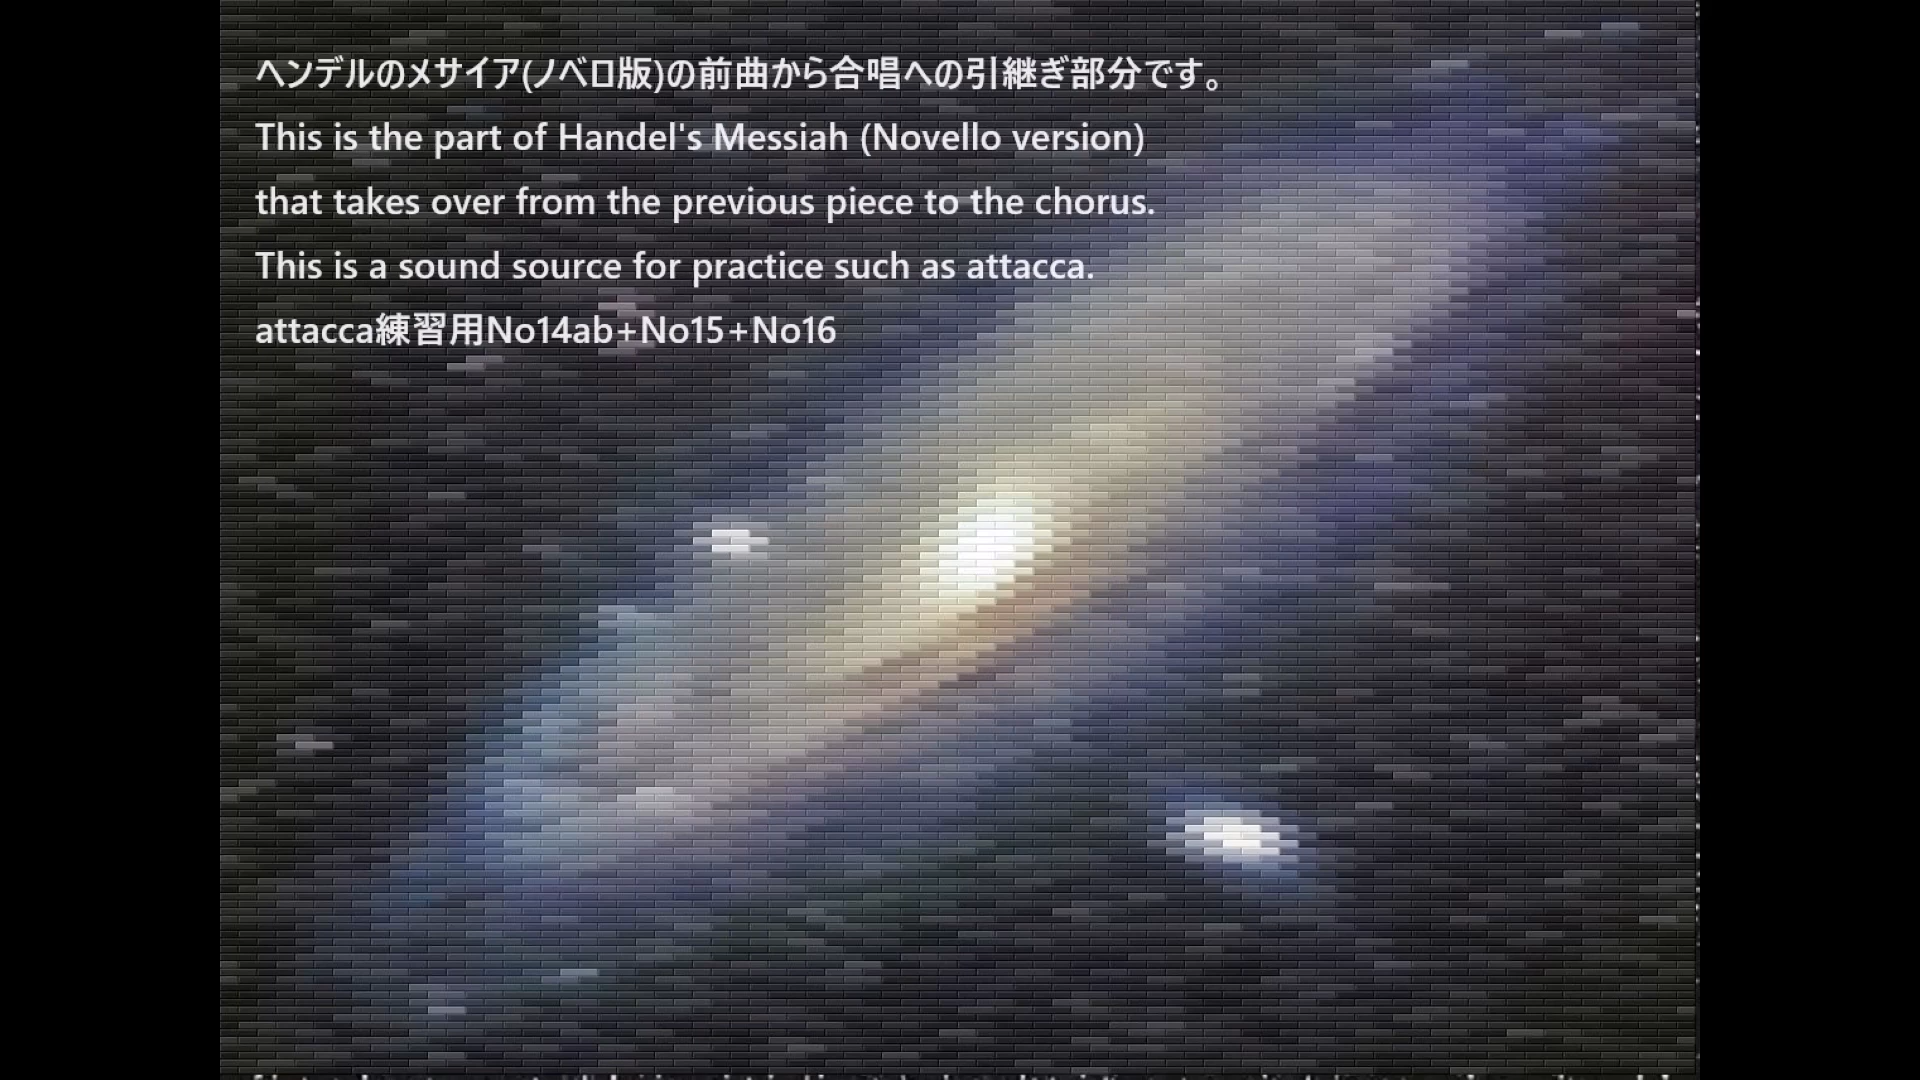 ヘンデルのメサイア(ノベロ版)の前曲から合唱への引継ぎ部分です。
This is the part of Handel's Messiah (Novello version)
that takes over from the previous piece to the chorus.
This is a sound source for practice such as attacca.
attacca練習用No14ab+No15+No16